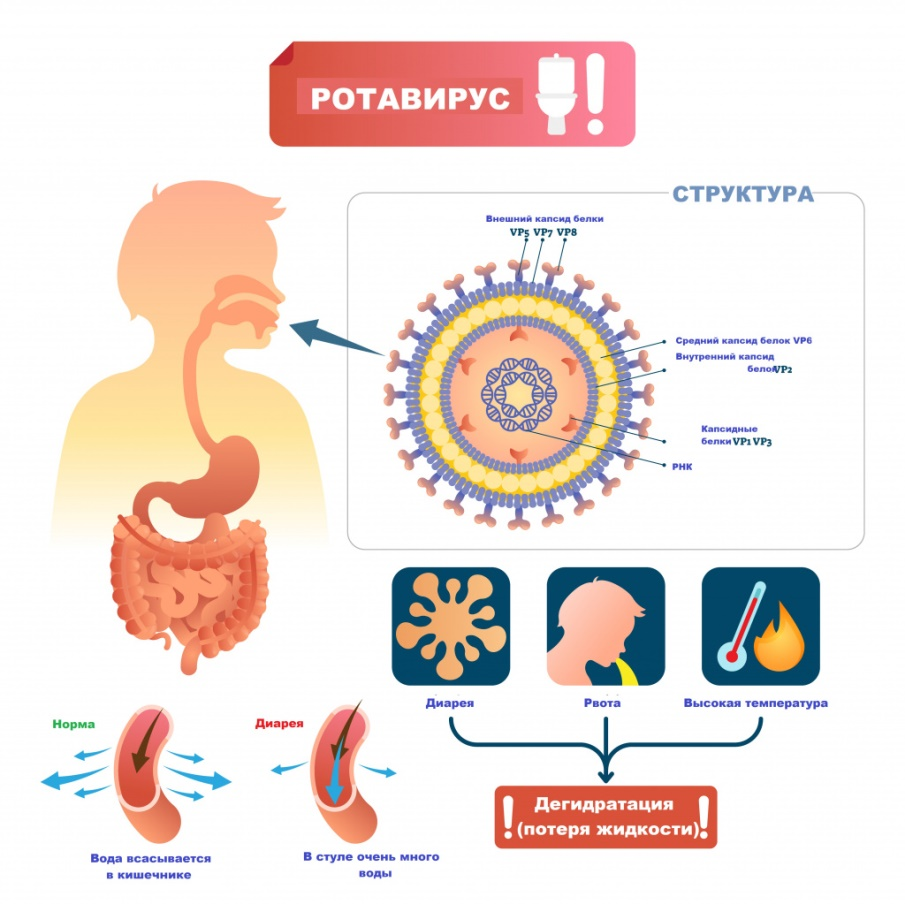 РОТАВИРУС
СТРУКТУРА
Внешний капсид белки
VP5 VP7 VP8
Средний капсид белок VP6
Внутренний капсид
белок VP2
Капсидные
белки VP1 VP3
РНК
Диарея
Рвота
Высокая температура
Норма
Диарея
Дегидратация
(потеря жидкости)
Вода всасывается
в кишечнике
В стуле очень много
воды